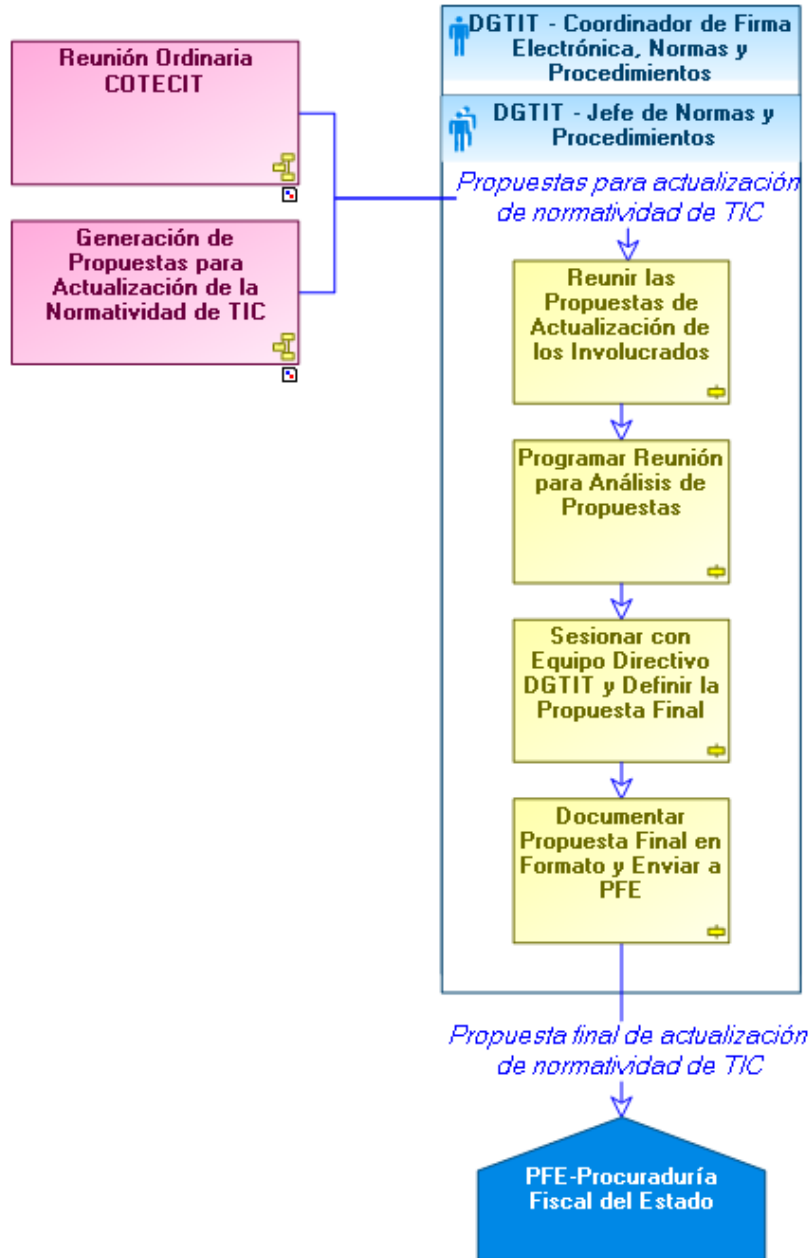 Reunión Ordinaria
COTECIT
Generación de
Propuestas para
Actualización de la
Normatividad de TIC
DGTIT - Coordinador de Firma
Electrónica, Normas y
Procedimientos
DGTIT - Jefe de Normas y
Procedimientos
Propuestas para actualización
de normatividad de TIC
Reunir las
Propuestas de
Actualización de
los Involucrados
Programar Reunión
para Análisis de
Propuestas
Sesionar con
Equipo Directivo
DGTIT y Definir la
Propuesta Final
Documentar
Propuesta Final en
Formato y Enviar a
PFE
Propuesta final de actualización
de normatividad de TIC
PFE-Procuraduría
Fiscal del Estado